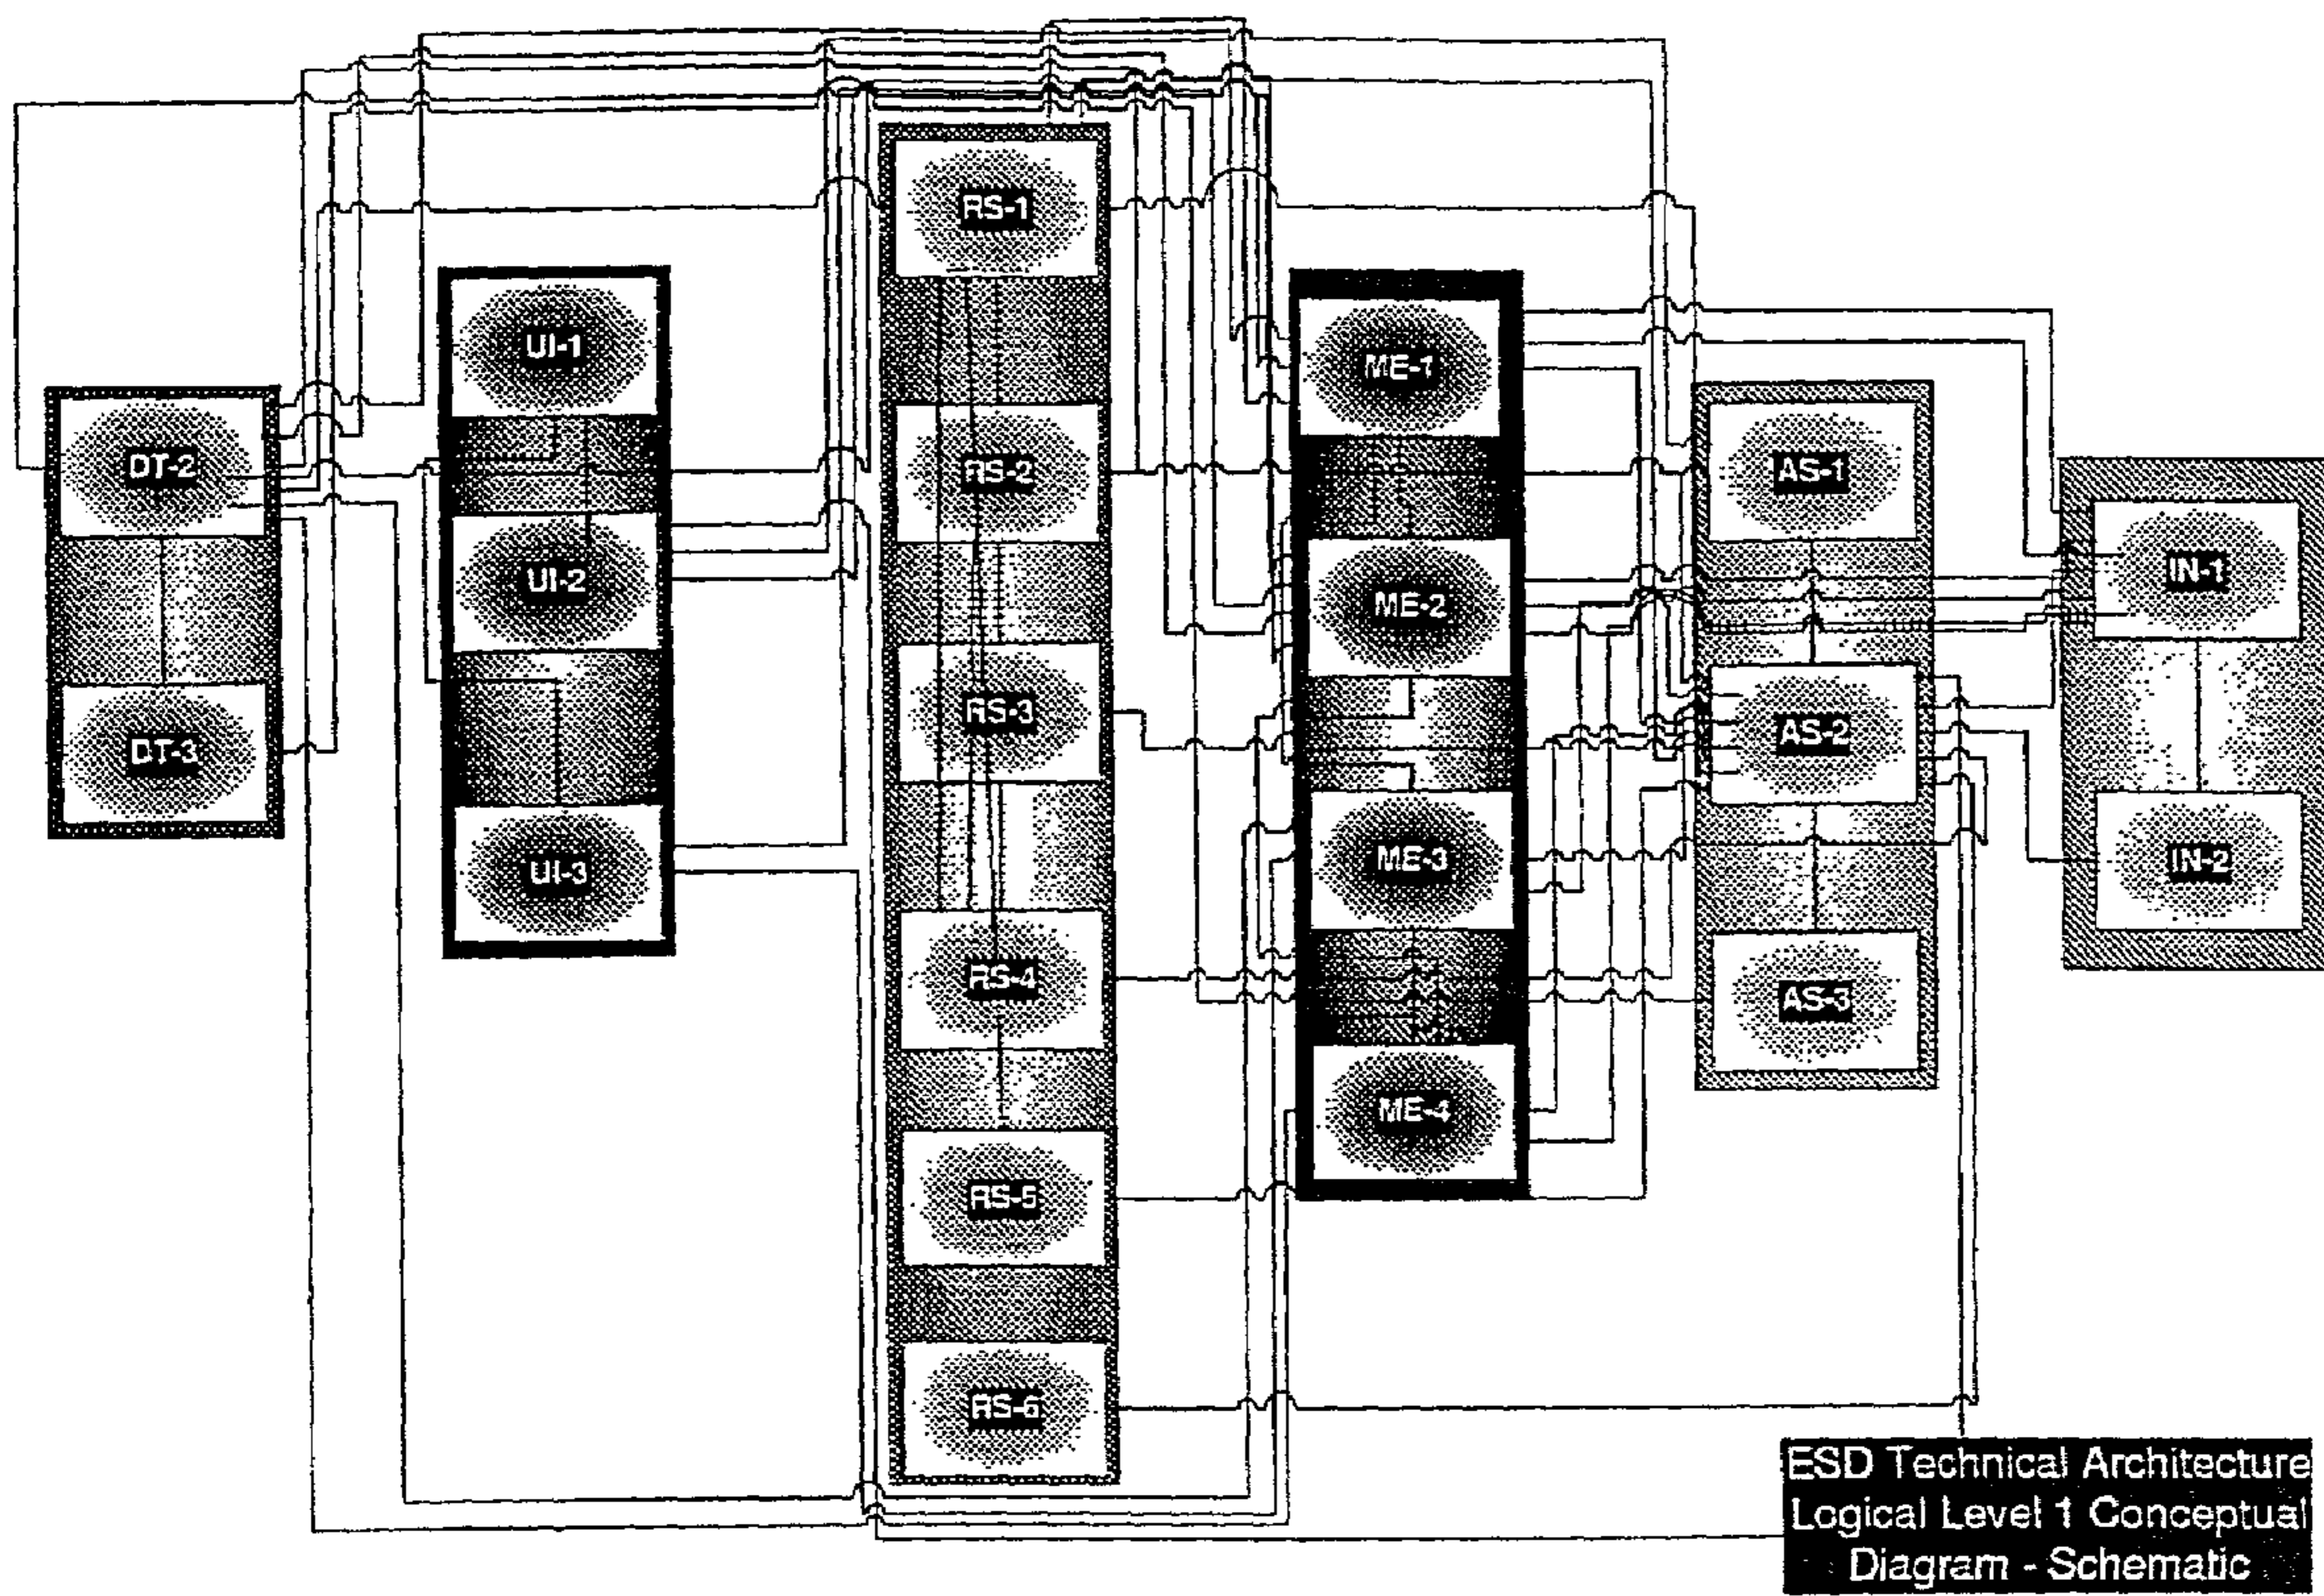 DT-2
DT-3
UI-1
UI-2
UI-3
RS-1
RS-2
RS-3
RS-4
RS-5
RS-6
ME-1
ME-2
ME-3
ME-4
AS-1
AS-2
AS-3
IN-1
IN-2
ESD Technical Architecture
Logical Level 1 Conceptual
Diagram - Schematic